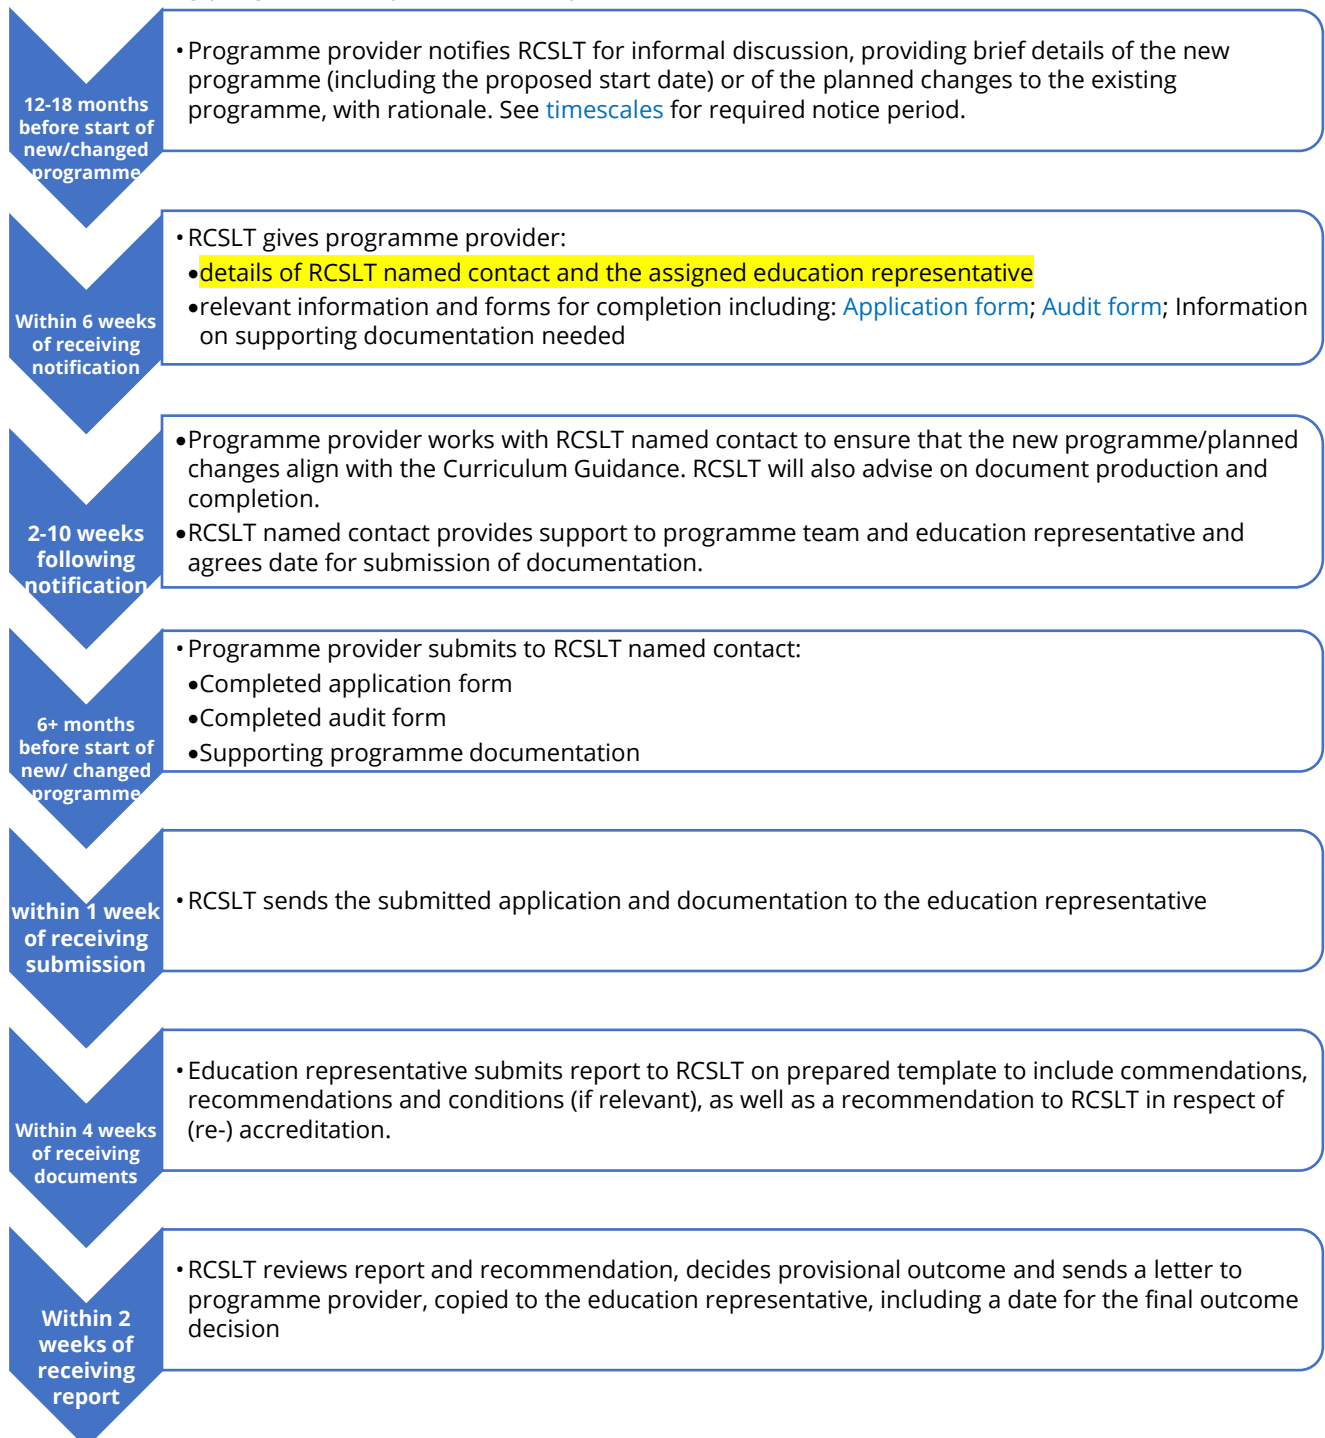 12-18 months
before start of
new/changed
programme
• Programme provider notifies RCSLT for informal discussion, providing brief details of the new
programme (including the proposed start date) or of the planned changes to the existing
programme, with rationale. See timescales for required notice period.
Within 6 weeks
of receiving
notification
• RCSLT gives programme provider:
•details of RCSLT named contact and the assigned education representative
•relevant information and forms for completion including: Application form; Audit form; Information
on supporting documentation needed
2-10 weeks
following
notification
•Programme provider works with RCSLT named contact to ensure that the new programme/planned
changes align with the Curriculum Guidance. RCSLT will also advise on document production and
completion.
•RCSLT named contact provides support to programme team and education representative and
agrees date for submission of documentation.
6+ months
before start of
new/ changed
programme
• Programme provider submits to RCSLT named contact:
•Completed application form
•Completed audit form
•Supporting programme documentation
within 1 week
of receiving
submission
• RCSLT sends the submitted application and documentation to the education representative
Within 4 weeks
of receiving
documents
• Education representative submits report to RCSLT on prepared template to include commendations,
recommendations and conditions (if relevant), as well as a recommendation to RCSLT in respect of
(re-) accreditation.
Within 2
weeks of
receiving
report
• RCSLT reviews report and recommendation, decides provisional outcome and sends a letter to
programme provider, copied to the education representative, including a date for the final outcome
decision